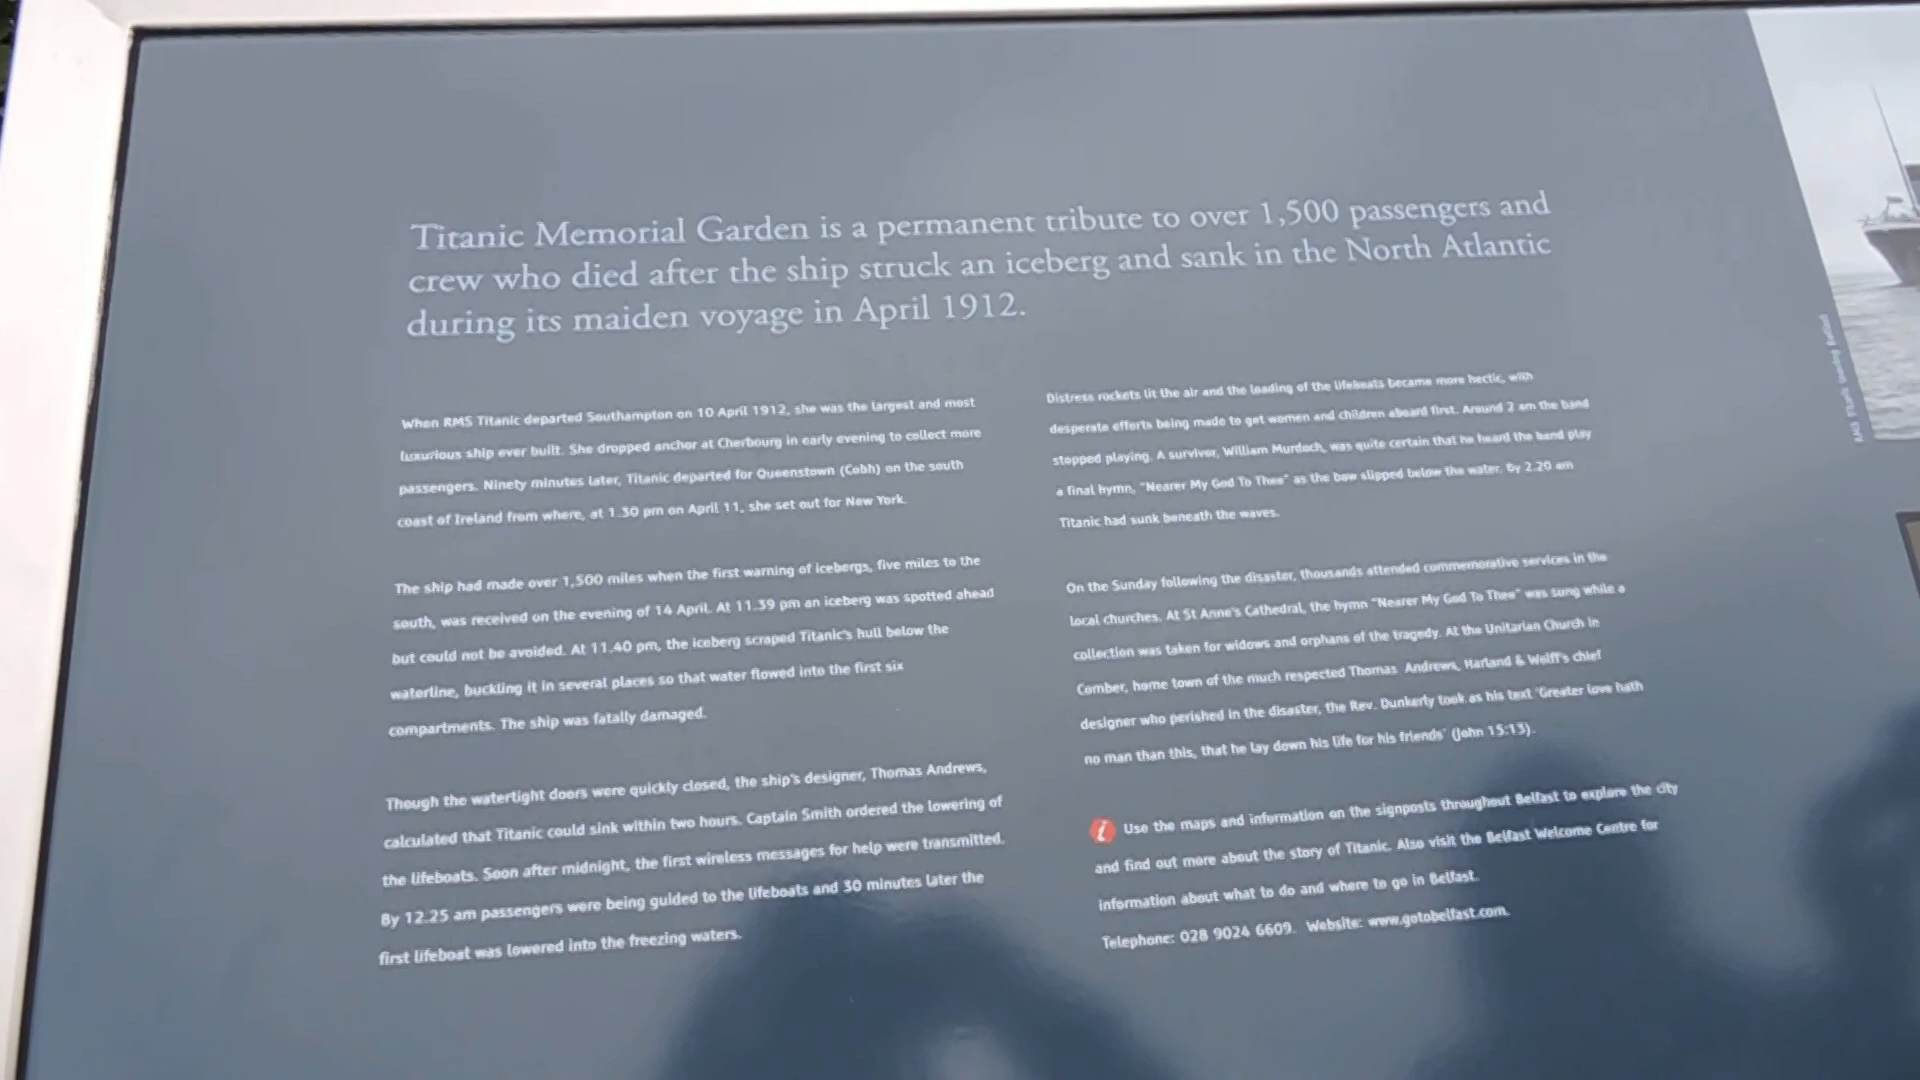 Titanic Memorial Garden is a permanent tribute to over 1,500 passengers and
crew who died after the ship struck an iceberg and sank in the North Atlantic
during its maiden voyage in April 1912.
When RMS Titanic departed Southampton on 10 April 1912, she was the largest and most
luxurious ship ever built. She dropped anchor at Cherbourg in early evening to collect more
passengers. Ninety minutes later, Titanic departed for Queenstown (Cobh) on the south
coast of Ireland from where, at 1.30 pm on April 11, she set out for New York.
The ship had made over 1,500 miles when the first warning of icebergs, five miles to the
south, was received on the evening of 14 April. At 11.39 pm an iceberg was spotted ahead
but could not be avoided. At 11.40 pm, the iceberg scraped Titanic's hull below the
waterline, buckling it in several places so that water flowed into the first six
compartments. The ship was fatally damaged.
Though the watertight doors were quickly closed, the ship's designer, Thomas Andrews,
calculated that Titanic could sink within two hours. Captain Smith ordered the lowering of
the lifeboats. Soon after midnight, the first wireless messages for help were transmitted.
By 12.25 am passengers were being guided to the lifeboats and 30 minutes later the
first lifeboat was lowered into the freezing waters.
Distress rockets lit the air and the loading of the lifeboats became more hectic, with
desperate efforts being made to get women and children aboard first. Around 2 am the band
stopped playing. A survivor, William Murdoch, was quite certain that he heard the band play
a final hymn, "Nearer My God To Thee" as the bow slipped below the water. By 2.20 am
Titanic had sunk beneath the waves.
On the Sunday following the disaster, thousands attended commemorative services in the
local churches. At St Anne's Cathedral, the hymn "Nearer My God To Thee" was sung while a
collection was taken for widows and orphans of the tragedy. At the Unitarian Church in
Comber, home town of the much respected Thomas Andrews, Harland & Wolff's chief
designer who perished in the disaster, the Rev. Dunkerly took as his text 'Greater love hath
no man than this, that he lay down his life for his friends' (John 15:13).
i Use the maps and information on the signposts throughout Belfast to explore the city
and find out more about the story of Titanic. Also visit the Belfast Welcome Centre for
information about what to do and where to go in Belfast.
Telephone: 028 9024 6609. Website: www.gotobelfast.com.
RMS Titanic leaving Belfast